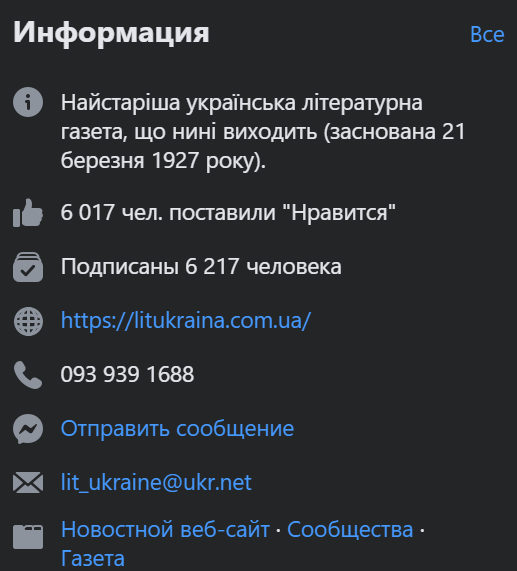 Информация
Все
Найстаріша українська літературна
газета, що нині виходить (заснована 21
березня 1927 року).
6 017 чел. поставили "Нравится"
Подписаны 6 217 человека
https://litukraina.com.ua/
093 939 1688
Отправить сообщение
lit_ukraine@ukr.net
Новостной веб-сайт · Сообщества ·
Газета